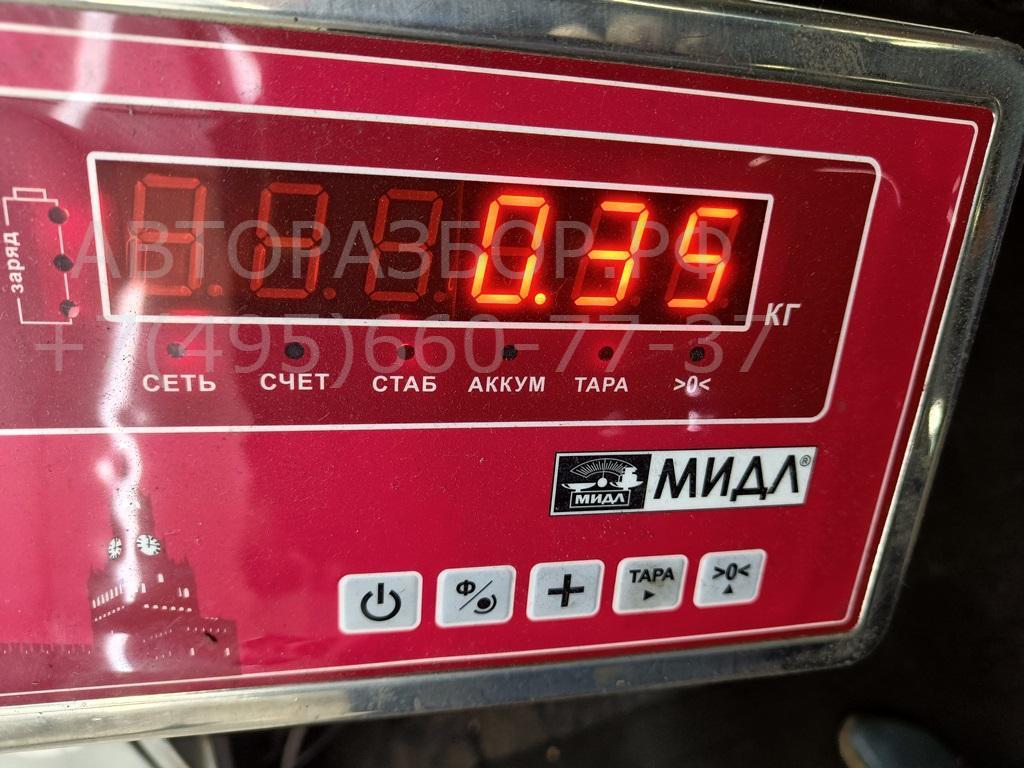 заряд
0.35
КГ
АВТОРАЗБОР.РФ
+7(495)660-77-37
СЕТЬ СЧЕТ СТАБ АККУМ ТАРА >0<
МИДЛ МИДЛ®
Ф ТАРА >0<